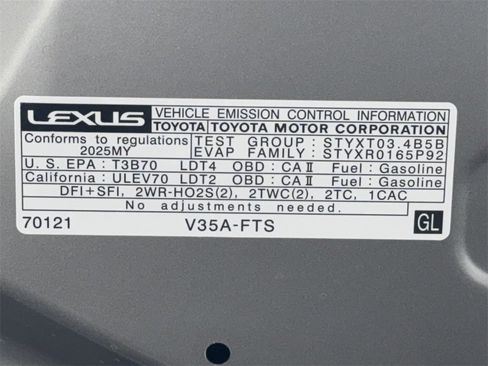 LEXUS VEHICLE EMISSION CONTROL INFORMATION
TOYOTA TOYOTA MOTOR CORPORATION
Conforms to regulations
2025MY
TEST GROUP : STYXT03.4B5B
EVAP FAMILY : STYXR0165P92
U.S. EPA : T3B70 LDT4 OBD : CA II Fuel : Gasoline
California : ULEV70 LDT2 OBD : CA II Fuel : Gasoline
DFI+SFI, 2WR-HO2S(2), 2TWC(2), 2TC, 1CAC
No adjustments needed.
70121 V35A-FTS GL